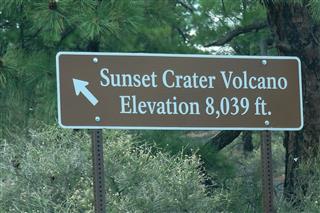 Sunset Crater Volcano
Elevation 8,039 ft.